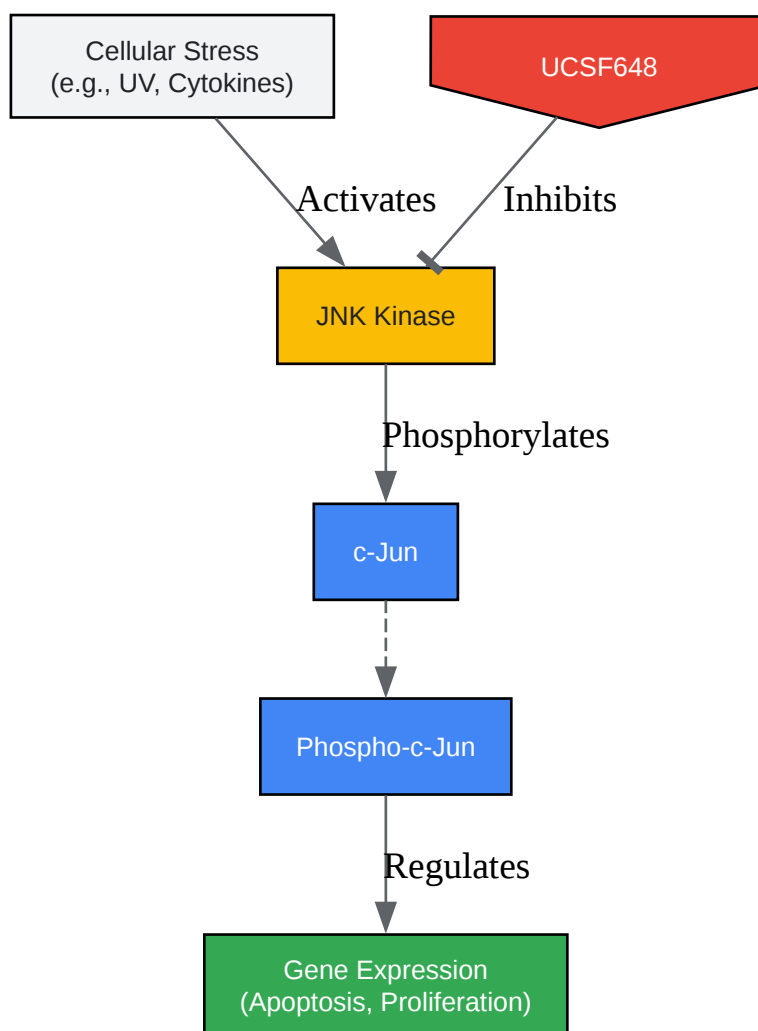 Cellular Stress
(e.g., UV, Cytokines)
UCSF648
Activates
Inhibits
JNK Kinase
Phosphorylates
c-Jun
Phospho-c-Jun
Regulates
Gene Expression
(Apoptosis, Proliferation)